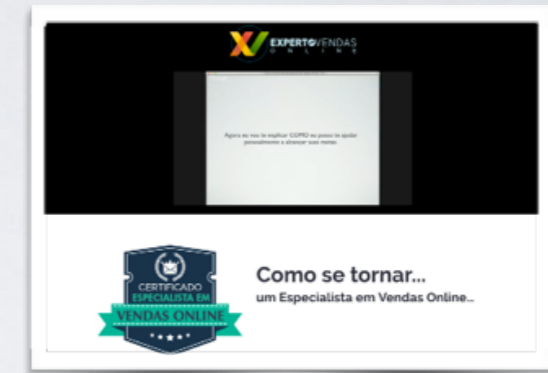 EXPERTOVENDAS
ONLINE
Agora eu vou te explicar COMO eu posso te ajudar
pessoalmente a alcançar suas metas
CERTIFICADO
ESPECIALISTA EM
VENDAS ONLINE
Como se tornar...
um Especialista em Vendas Online...